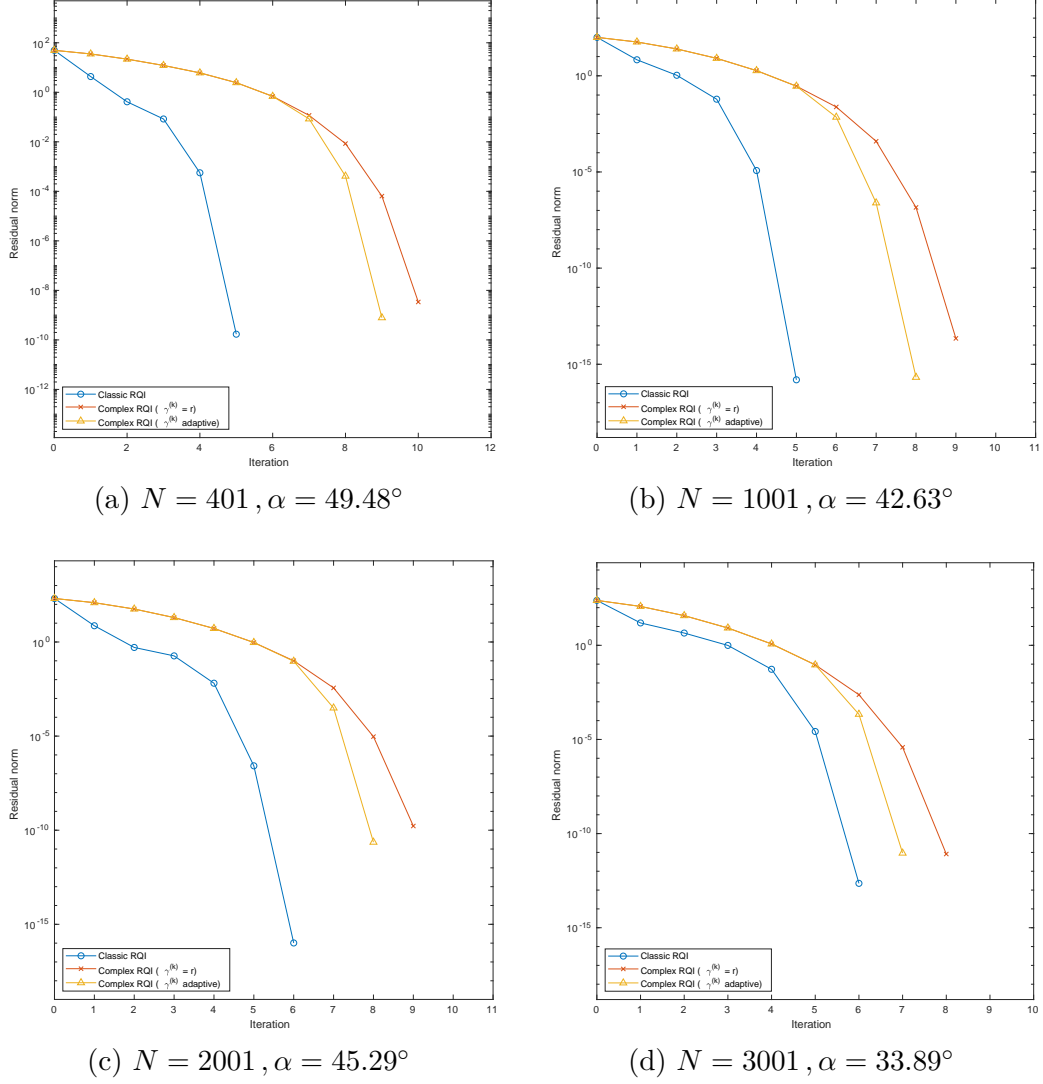 10^2
10^0
10^-2
10^-4
10^-6
10^-8
10^-10
10^-12
Residual norm
Classic RQI
Complex RQI ( γ^(k) = r)
Complex RQI ( γ^(k) adaptive)
0 2 4 6 8 10 12
Iteration
(a) N = 401 , α = 49.48°
10^0
10^-5
10^-10
10^-15
Residual norm
Classic RQI
Complex RQI ( γ^(k) = r)
Complex RQI ( γ^(k) adaptive)
0 1 2 3 4 5 6 7 8 9 10 11
Iteration
(b) N = 1001 , α = 42.63°
10^0
10^-5
10^-10
10^-15
Residual norm
Classic RQI
Complex RQI ( γ^(k) = r)
Complex RQI ( γ^(k) adaptive)
0 1 2 3 4 5 6 7 8 9 10 11
Iteration
(c) N = 2001 , α = 45.29°
10^0
10^-5
10^-10
10^-15
Residual norm
Classic RQI
Complex RQI ( γ^(k) = r)
Complex RQI ( γ^(k) adaptive)
0 1 2 3 4 5 6 7 8 9 10
Iteration
(d) N = 3001 , α = 33.89°